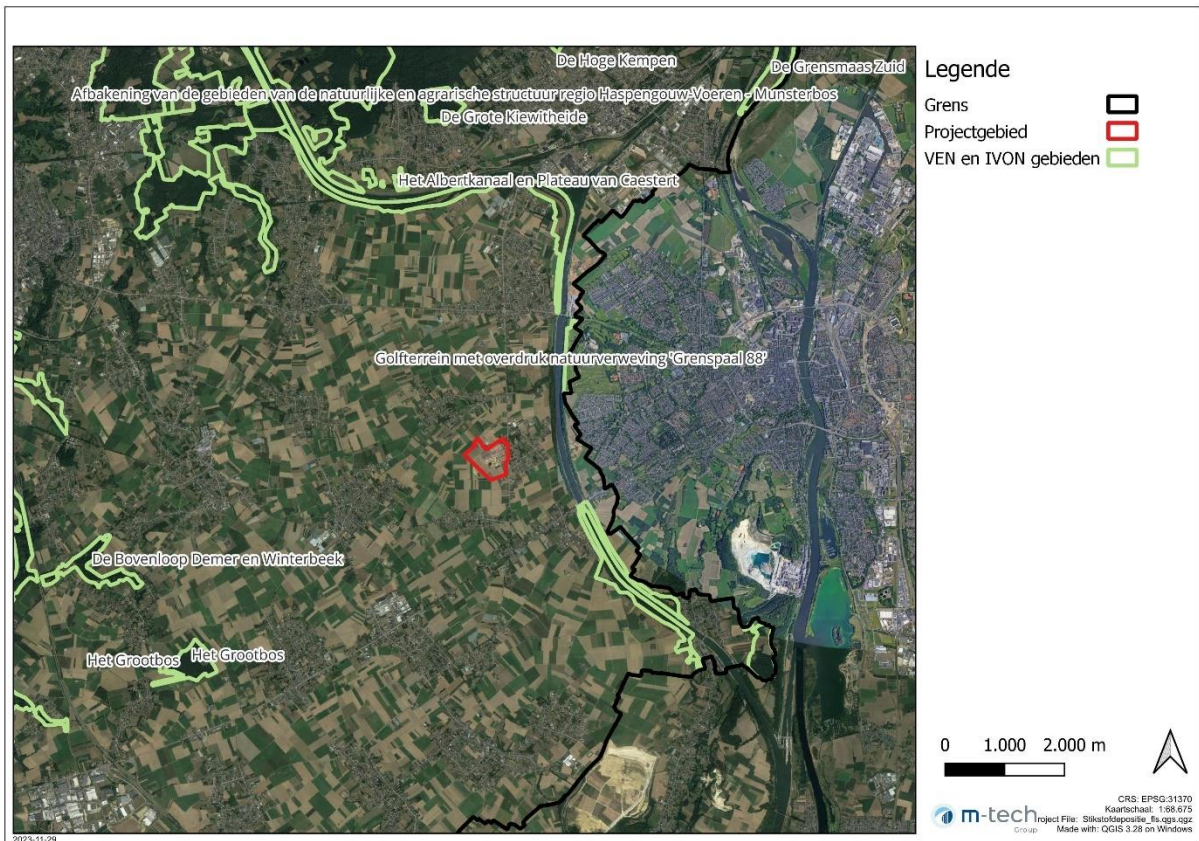 De Hoge Kempen
De Grensmaas Zuid
Afbakening van de gebieden van de natuurlijke en agrarische structuur regio Haspengouw-Voeren - Munsterbos
De Grote Kiewitheide
Het Albertkanaal en Plateau van Caestert
Golfterrein met overdruk natuurverweving 'Grenspaal 88'
De Bovenloop Demer en Winterbeek
Het Grootbos
Het Grootbos
Legende
Grens
Projectgebied
VEN en IVON gebieden
0 1.000 2.000 m
CRS: EPSG:31370
Kaartschaal: 1:68.675
m-tech
Group
roject File: Stikstofdepositie_fls.qgs.qgz
Made with: QGIS 3.28 on Windows
2023-11-29